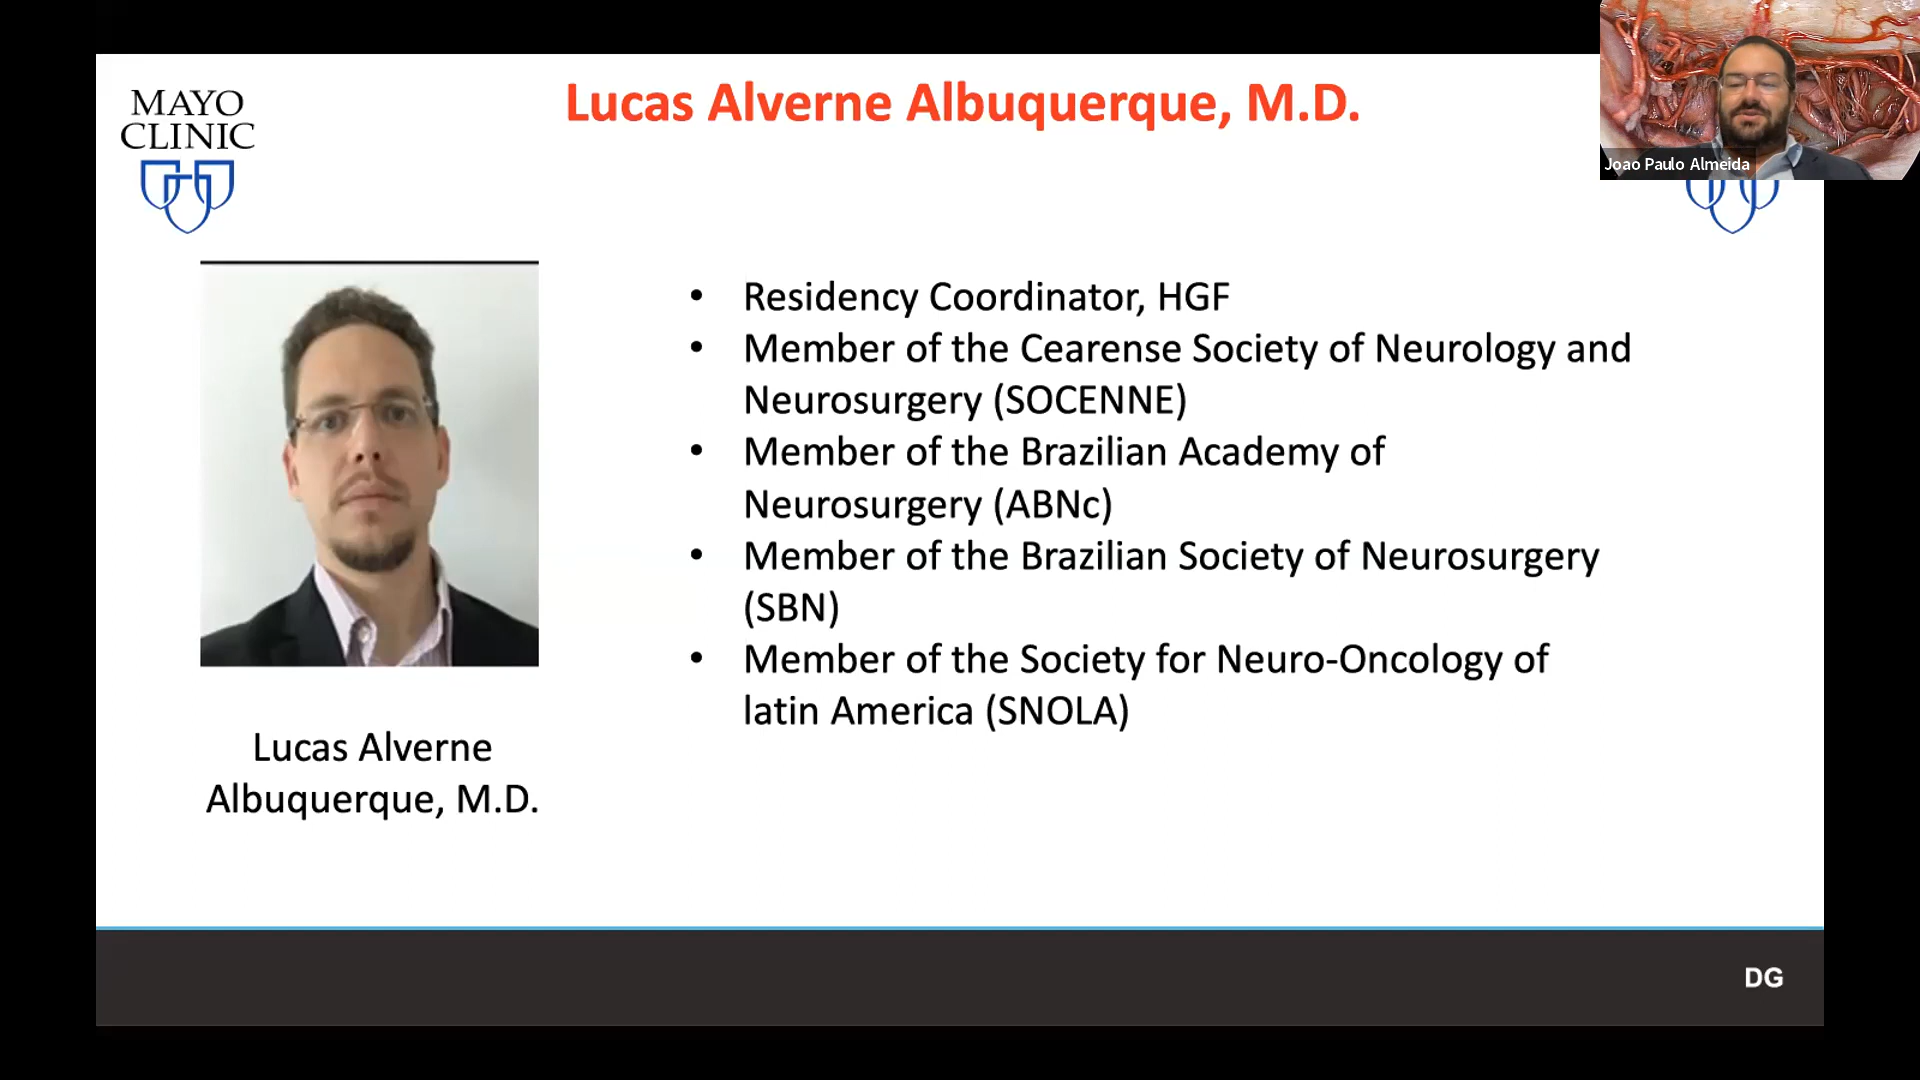 MAYO
CLINIC
Lucas Alverne Albuquerque, M.D.
Joao Paulo Almeida
• Residency Coordinator, HGF
• Member of the Cearense Society of Neurology and
Neurosurgery (SOCENNE)
• Member of the Brazilian Academy of
Neurosurgery (ABNc)
• Member of the Brazilian Society of Neurosurgery
(SBN)
• Member of the Society for Neuro-Oncology of
latin America (SNOLA)
Lucas Alverne
Albuquerque, M.D.
DG